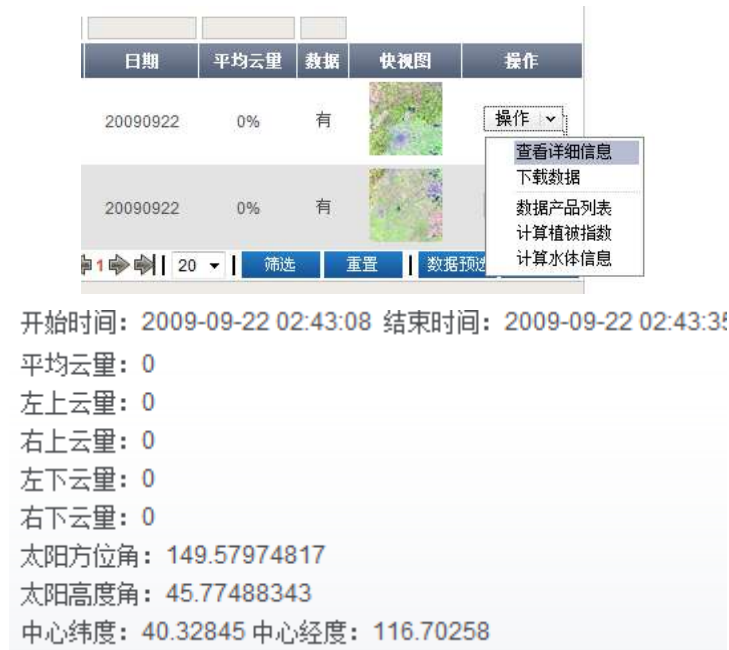 日期 平均云量 数据 快视图 操作
20090922 0% 有 操作
查看详细信息
下载数据
20090922 0% 有 数据产品列表
计算植被指数
计算水体信息
1 20 筛选 重置 数据预选
开始时间：2009-09-22 02:43:08 结束时间：2009-09-22 02:43:35
平均云量：0
左上云量：0
右上云量：0
左下云量：0
右下云量：0
太阳方位角：149.57974817
太阳高度角：45.77488343
中心纬度：40.32845 中心经度：116.70258